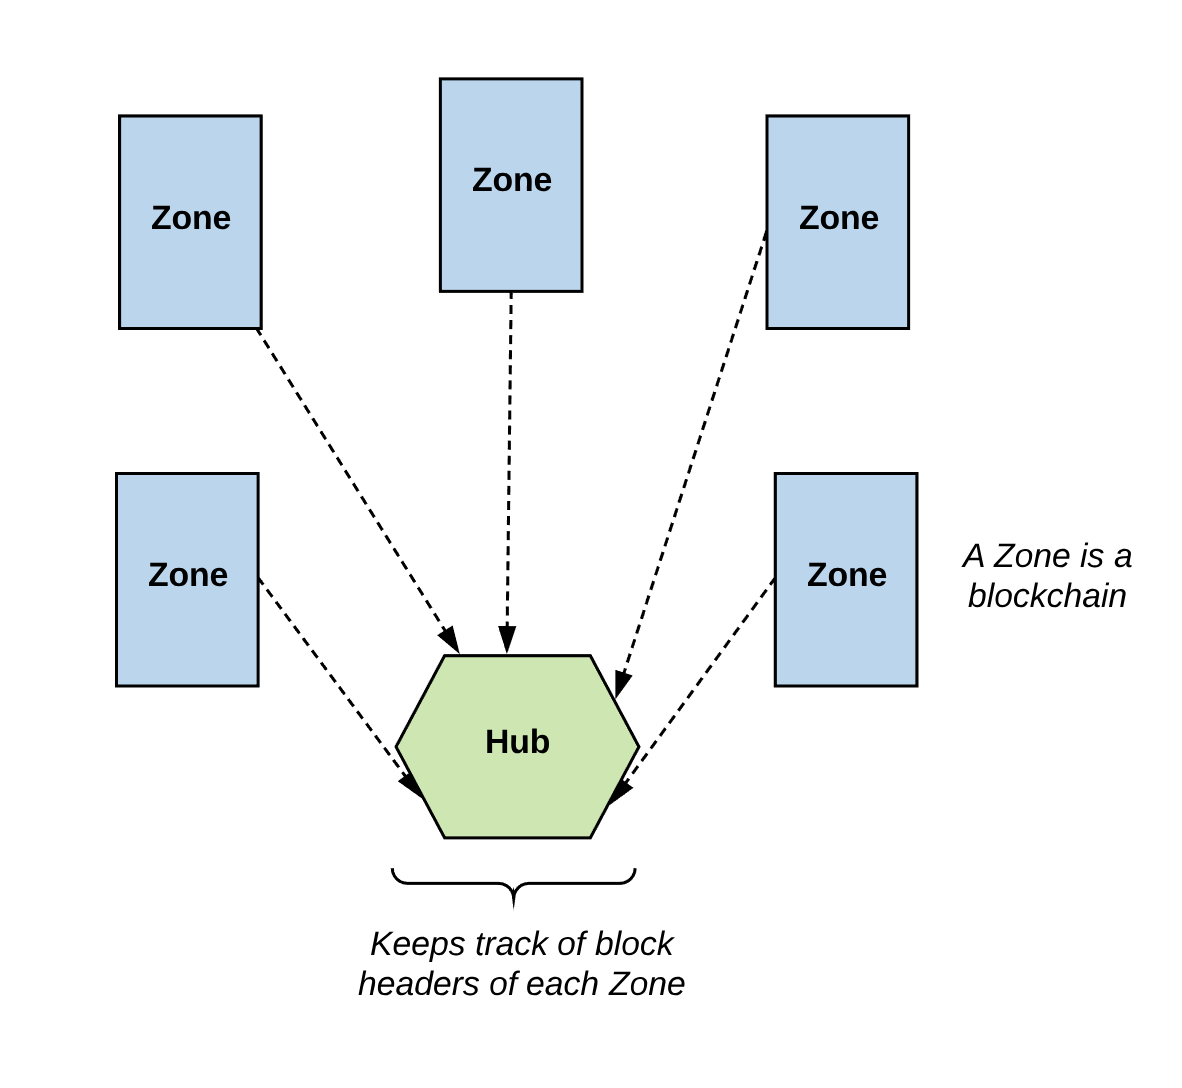 Zone
Zone
Zone
Zone
Zone
A Zone is a
blockchain
Hub
Keeps track of block
headers of each Zone